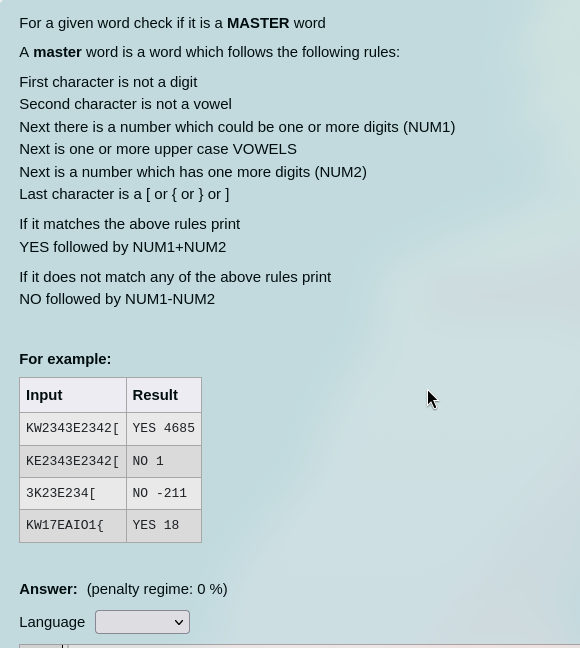 For a given word check if it is a MASTER word
A master word is a word which follows the following rules:
First character is not a digit
Second character is not a vowel
Next there is a number which could be one or more digits (NUM1)
Next is one or more upper case VOWELS
Next is a number which has one more digits (NUM2)
Last character is a [ or { or } or ]
If it matches the above rules print
YES followed by NUM1+NUM2
If it does not match any of the above rules print
NO followed by NUM1-NUM2
For example:
Input Result
KW2343E2342[ YES 4685
KE2343E2342[ NO 1
3K23E234[ NO -211
KW17EAIO1{ YES 18
Answer: (penalty regime: 0 %)
Language